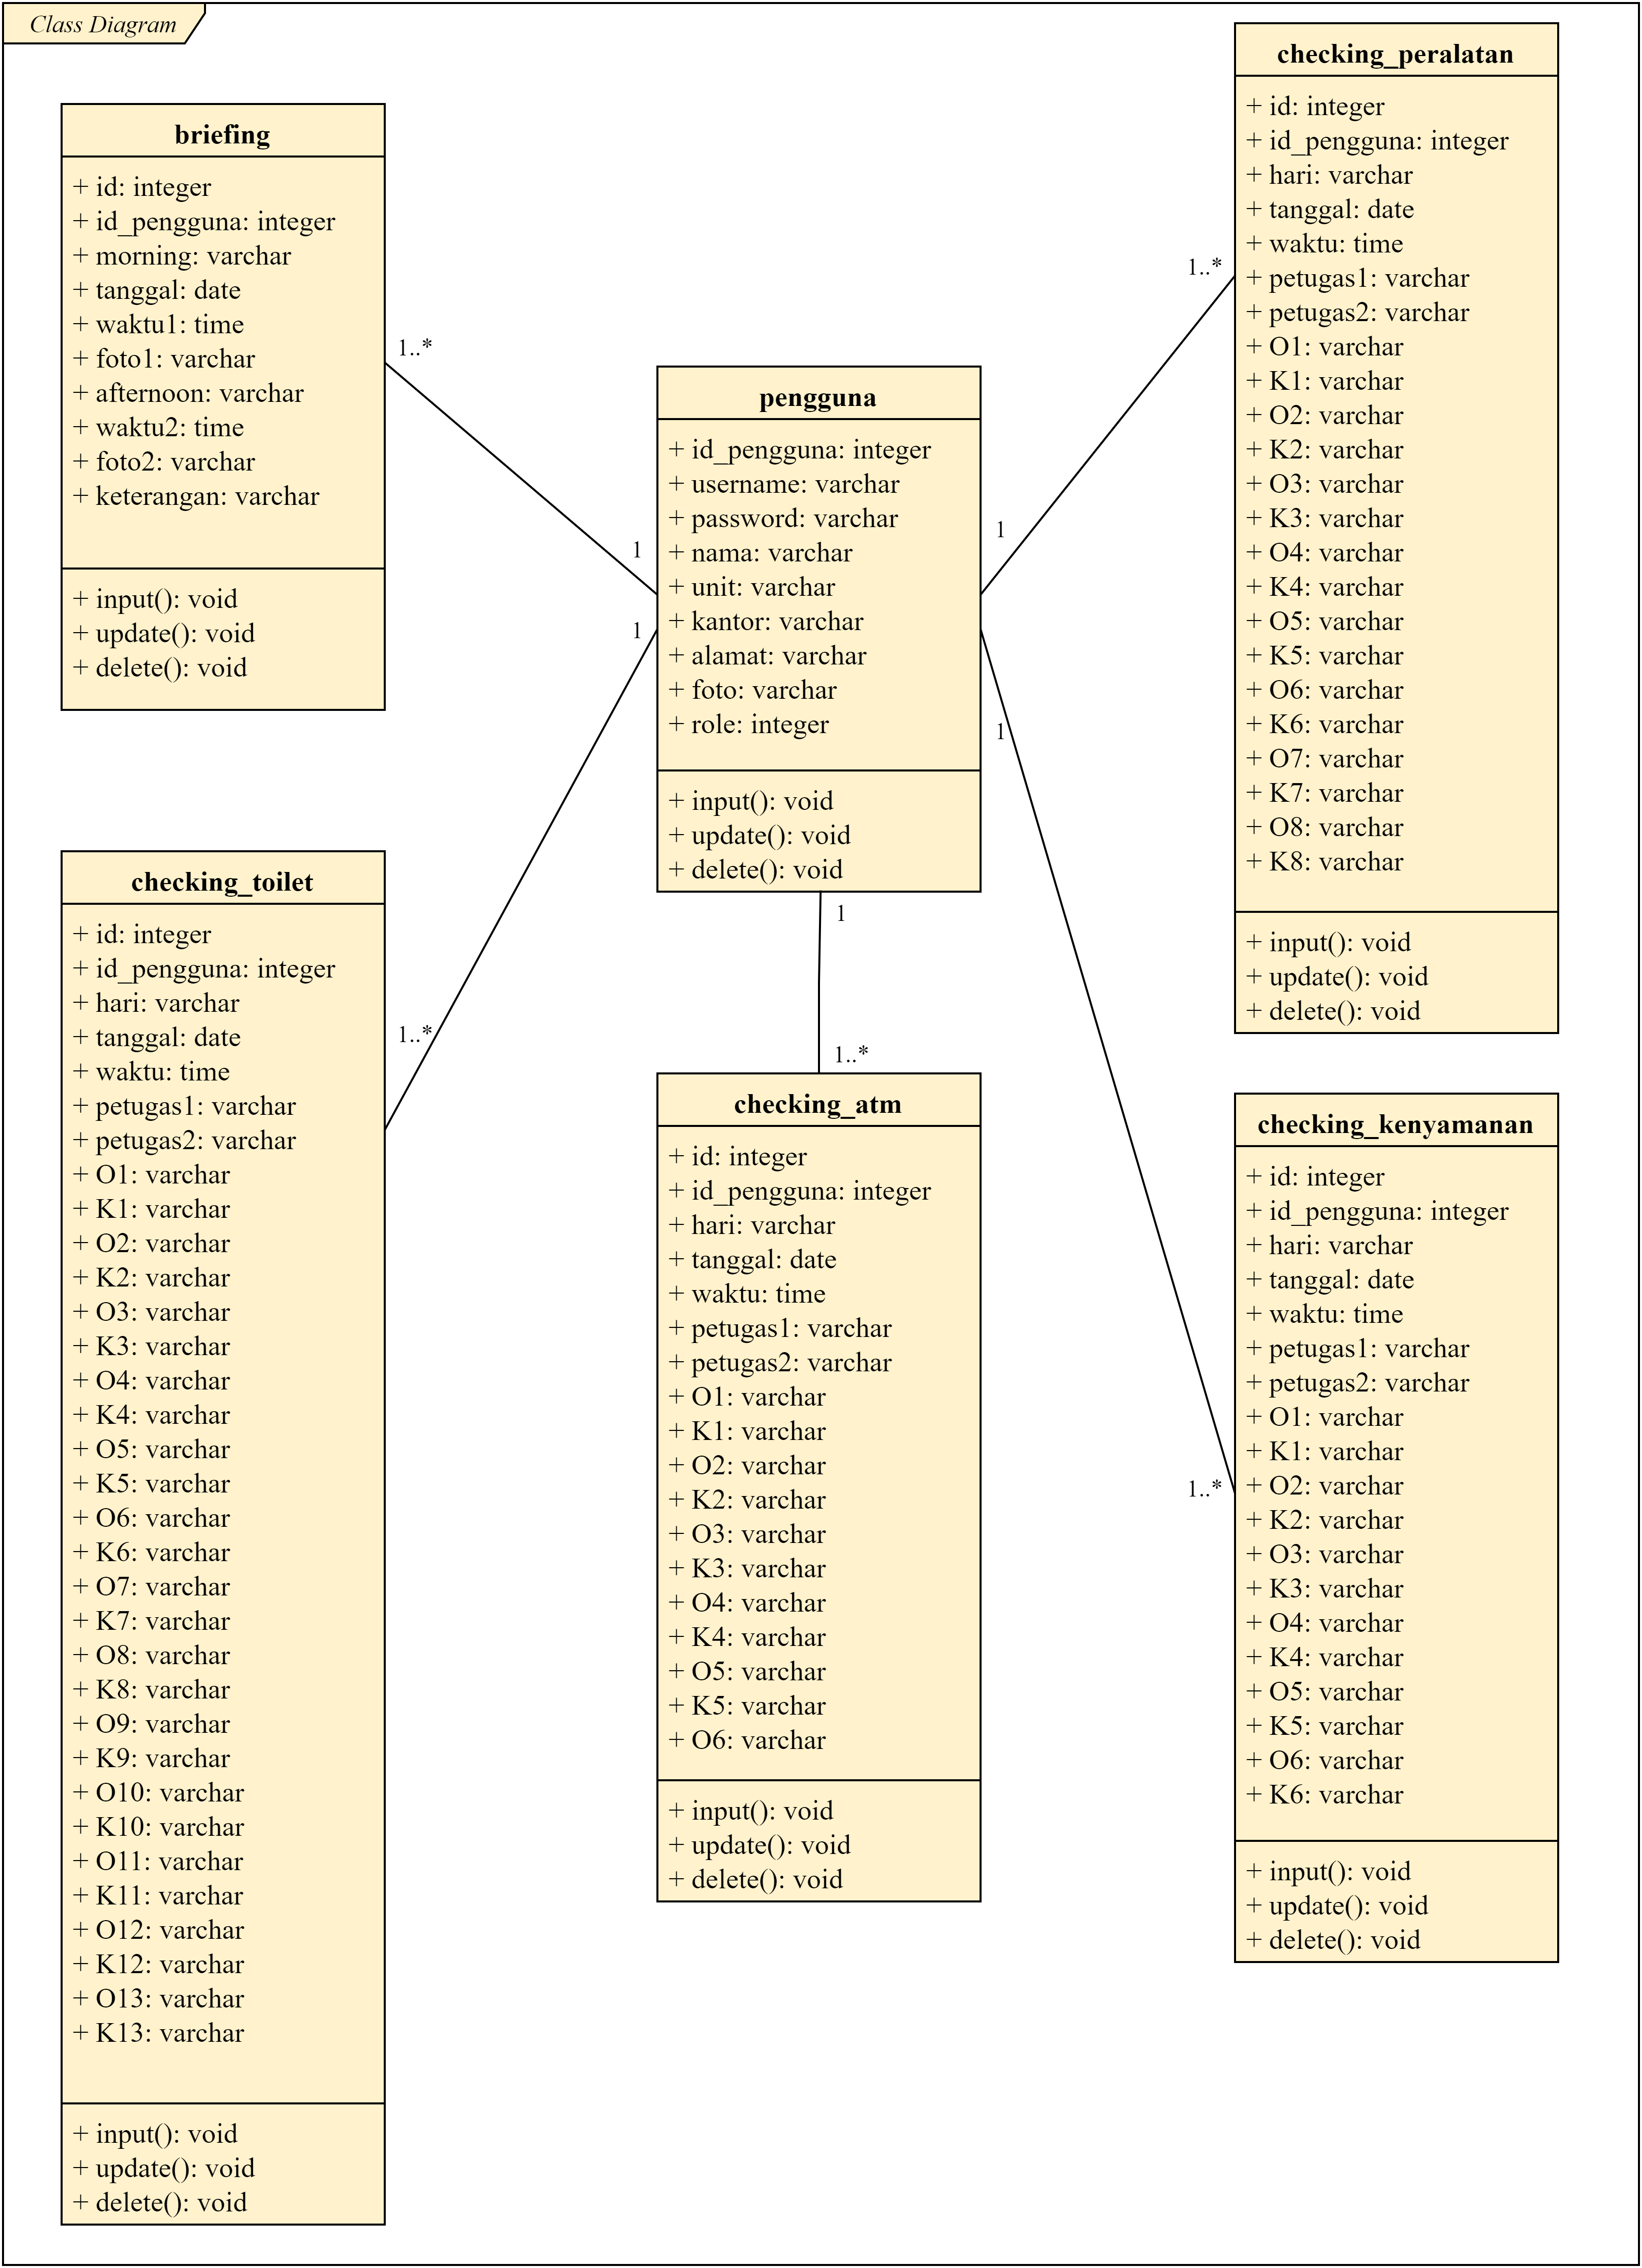 Class Diagram
briefing
+ id: integer
+ id_pengguna: integer
+ morning: varchar
+ tanggal: date
+ waktu1: time
+ foto1: varchar
+ afternoon: varchar
+ waktu2: time
+ foto2: varchar
+ keterangan: varchar
+ input(): void
+ update(): void
+ delete(): void
1..*
1
pengguna
+ id_pengguna: integer
+ username: varchar
+ password: varchar
+ nama: varchar
+ unit: varchar
+ kantor: varchar
+ alamat: varchar
+ foto: varchar
+ role: integer
+ input(): void
+ update(): void
+ delete(): void
1
1..*
checking_peralatan
+ id: integer
+ id_pengguna: integer
+ hari: varchar
+ tanggal: date
+ waktu: time
+ petugas1: varchar
+ petugas2: varchar
+ O1: varchar
+ K1: varchar
+ O2: varchar
+ K2: varchar
+ O3: varchar
+ K3: varchar
+ O4: varchar
+ K4: varchar
+ O5: varchar
+ K5: varchar
+ O6: varchar
+ K6: varchar
+ O7: varchar
+ K7: varchar
+ O8: varchar
+ K8: varchar
+ input(): void
+ update(): void
+ delete(): void
1
1..*
checking_toilet
+ id: integer
+ id_pengguna: integer
+ hari: varchar
+ tanggal: date
+ waktu: time
+ petugas1: varchar
+ petugas2: varchar
+ O1: varchar
+ K1: varchar
+ O2: varchar
+ K2: varchar
+ O3: varchar
+ K3: varchar
+ O4: varchar
+ K4: varchar
+ O5: varchar
+ K5: varchar
+ O6: varchar
+ K6: varchar
+ O7: varchar
+ K7: varchar
+ O8: varchar
+ K8: varchar
+ O9: varchar
+ K9: varchar
+ O10: varchar
+ K10: varchar
+ O11: varchar
+ K11: varchar
+ O12: varchar
+ K12: varchar
+ O13: varchar
+ K13: varchar
+ input(): void
+ update(): void
+ delete(): void
1
1..*
checking_atm
+ id: integer
+ id_pengguna: integer
+ hari: varchar
+ tanggal: date
+ waktu: time
+ petugas1: varchar
+ petugas2: varchar
+ O1: varchar
+ K1: varchar
+ O2: varchar
+ K2: varchar
+ O3: varchar
+ K3: varchar
+ O4: varchar
+ K4: varchar
+ O5: varchar
+ K5: varchar
+ O6: varchar
+ input(): void
+ update(): void
+ delete(): void
1
1..*
checking_kenyamanan
+ id: integer
+ id_pengguna: integer
+ hari: varchar
+ tanggal: date
+ waktu: time
+ petugas1: varchar
+ petugas2: varchar
+ O1: varchar
+ K1: varchar
+ O2: varchar
+ K2: varchar
+ O3: varchar
+ K3: varchar
+ O4: varchar
+ K4: varchar
+ O5: varchar
+ K5: varchar
+ O6: varchar
+ K6: varchar
+ input(): void
+ update(): void
+ delete(): void